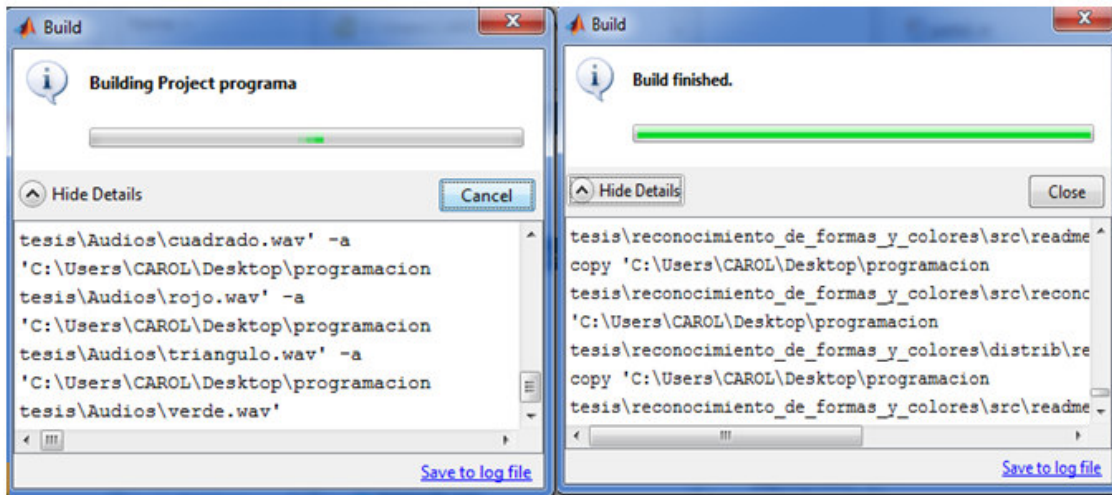 Build
Building Project programa
Hide Details
Cancel
tesis\Audios\cuadrado.wav' -a
'C:\Users\CAROL\Desktop\programacion
tesis\Audios\rojo.wav' -a
'C:\Users\CAROL\Desktop\programacion
tesis\Audios\triangulo.wav' -a
'C:\Users\CAROL\Desktop\programacion
tesis\Audios\verde.wav'
Save to log file
Build
Build finished.
Hide Details
Close
tesis\reconocimiento_de_formas_y_colores\src\readme
copy 'C:\Users\CAROL\Desktop\programacion
tesis\reconocimiento_de_formas_y_colores\src\reconc
'C:\Users\CAROL\Desktop\programacion
tesis\reconocimiento_de_formas_y_colores\distrib\re
copy 'C:\Users\CAROL\Desktop\programacion
tesis\reconocimiento_de_formas_y_colores\src\readme
Save to log file